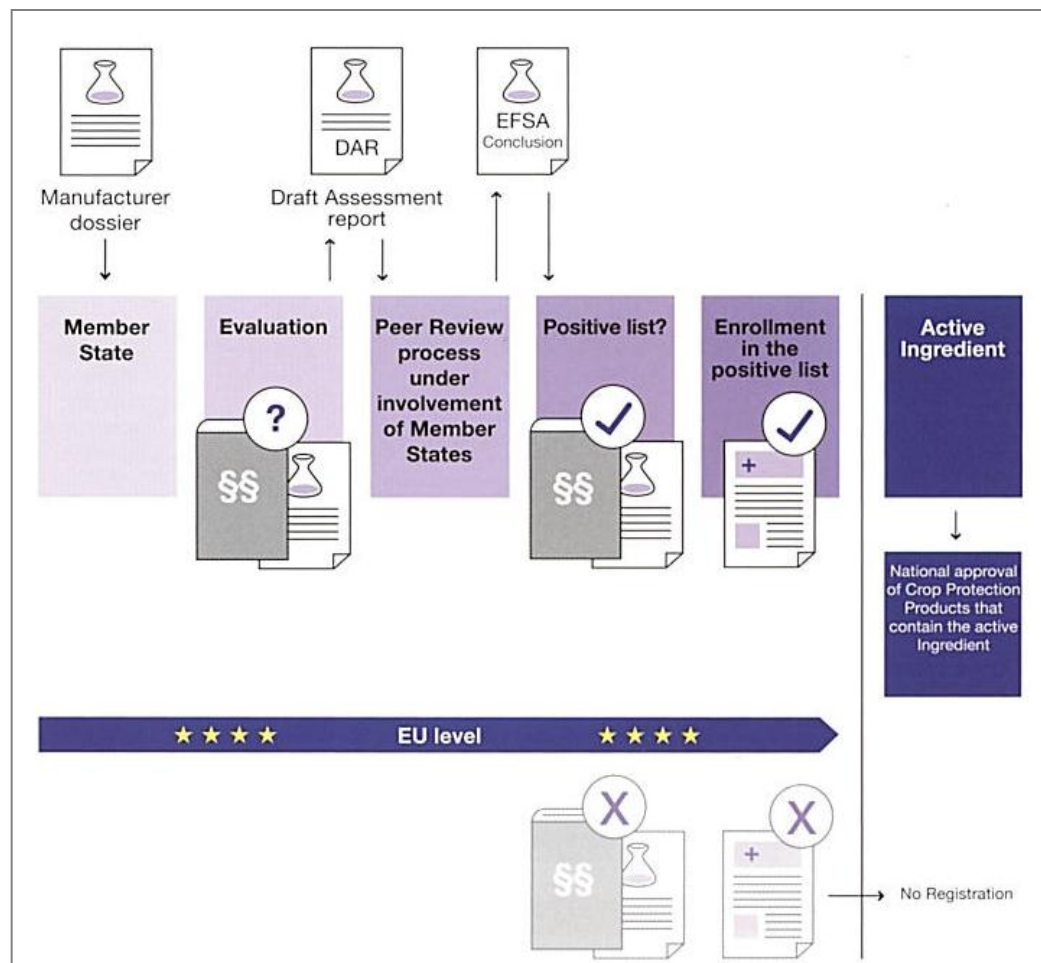 DAR
EFSA
Conclusion
Manufacturer
dossier
Draft Assessment
report
Member
State
Evaluation
Peer Review
process
under
involvement
of Member
States
Positive list?
Enrollment
in the
positive list
Active
Ingredient
?
§§
§§
+
National approval
of Crop Protection
Products that
contain the active
Ingredient
EU level
X
X
§§
+
No Registration